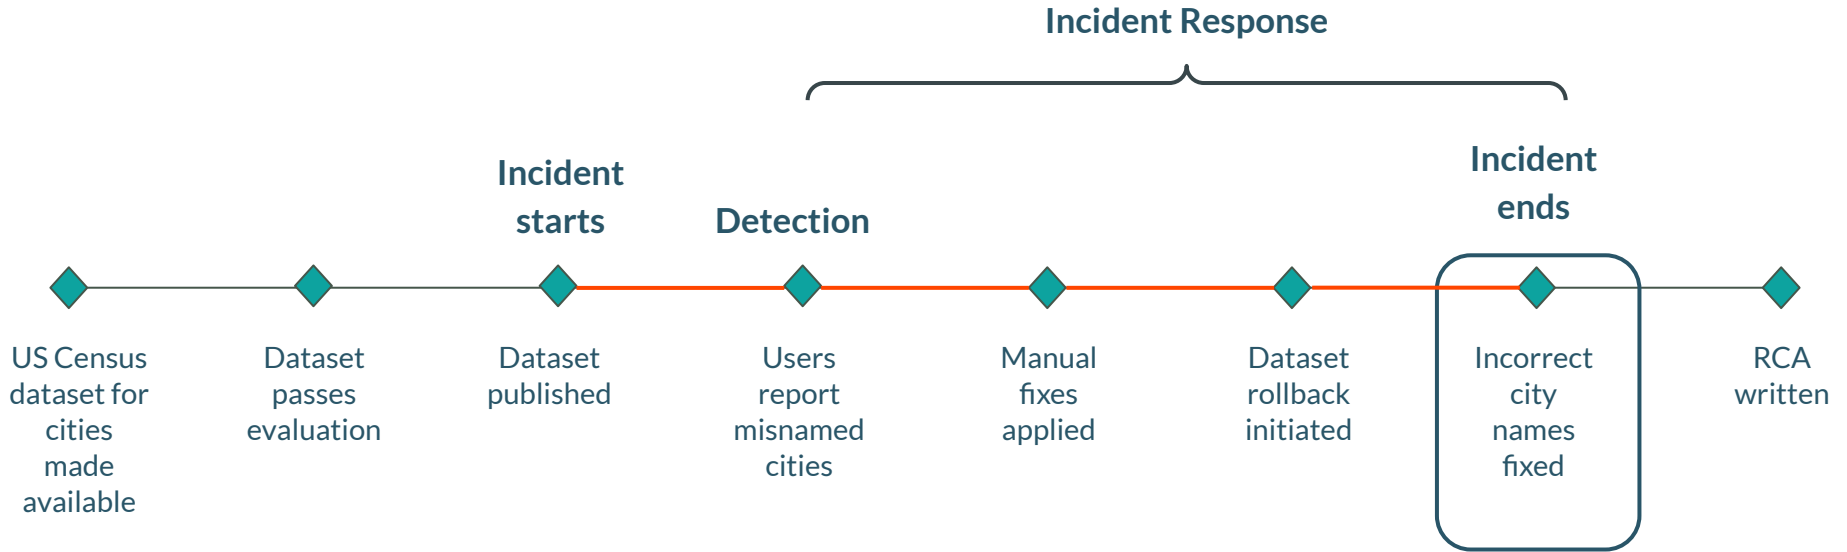 Incident Response
Incident
starts
Detection
Incident
ends
US Census
dataset for
cities
made
available
Dataset
passes
evaluation
Dataset
published
Users
report
misnamed
cities
Manual
fixes
applied
Dataset
rollback
initiated
Incorrect
city
names
fixed
RCA
written